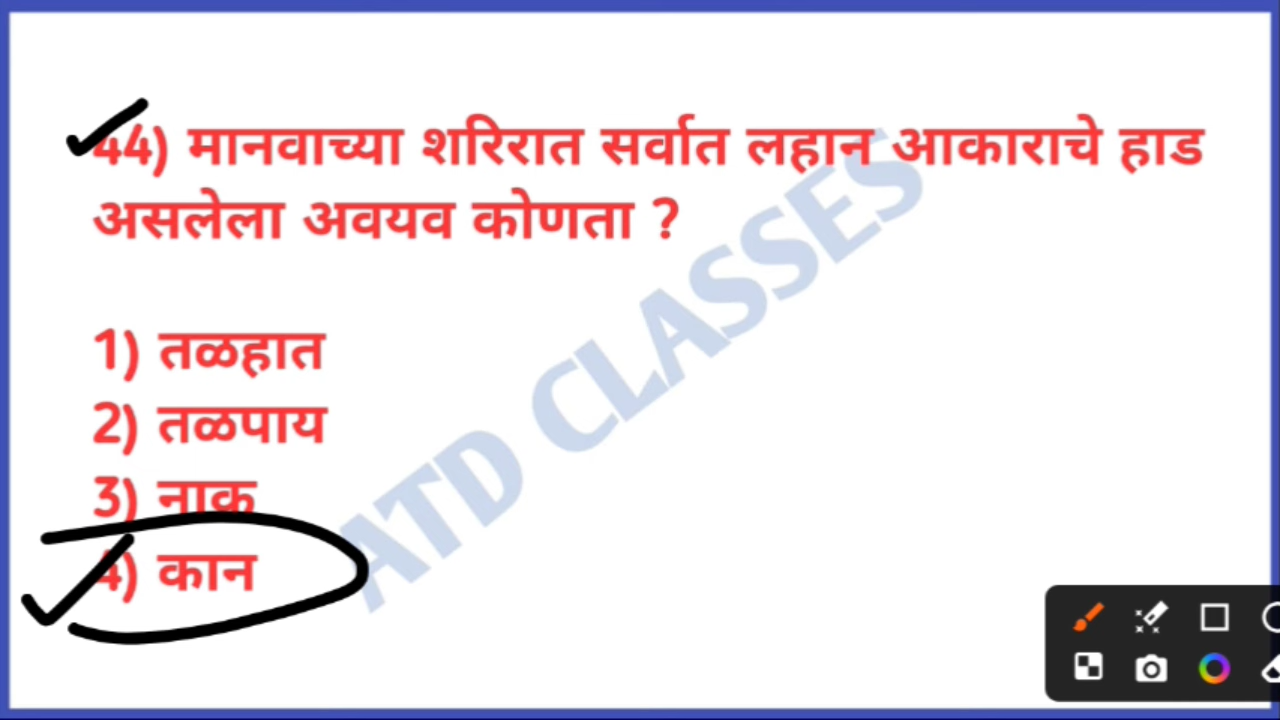 44) मानवाच्या शरिरात सर्वात लहान आकाराचे हाड
असलेला अवयव कोणता ?
1) तळहात
2) तळपाय
3) नाक
4) कान
ATD CLASSES